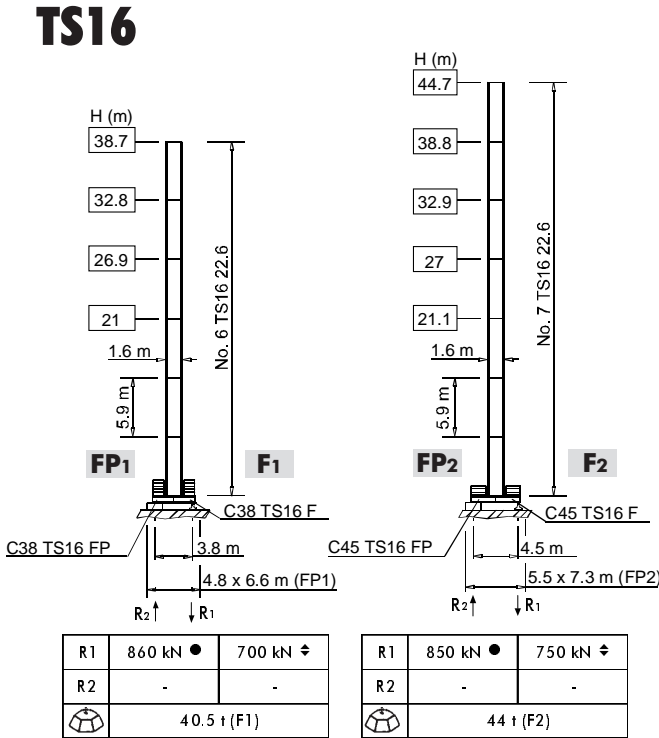 TS16
H (m)
38.7
32.8
26.9
21
1.6 m
5.9 m
No. 6 TS16 22.6
FP1
F1
C38 TS16 F
C38 TS16 FP
3.8 m
4.8 x 6.6 m (FP1)
R2
R1
R1 860 kN ● 700 kN
R2 - -
40.5 t (F1)
H (m)
44.7
38.8
32.9
27
21.1
1.6 m
5.9 m
No. 7 TS16 22.6
FP2
F2
C45 TS16 F
C45 TS16 FP
4.5 m
5.5 x 7.3 m (FP2)
R2
R1
R1 850 kN ● 750 kN
R2 - -
44 t (F2)